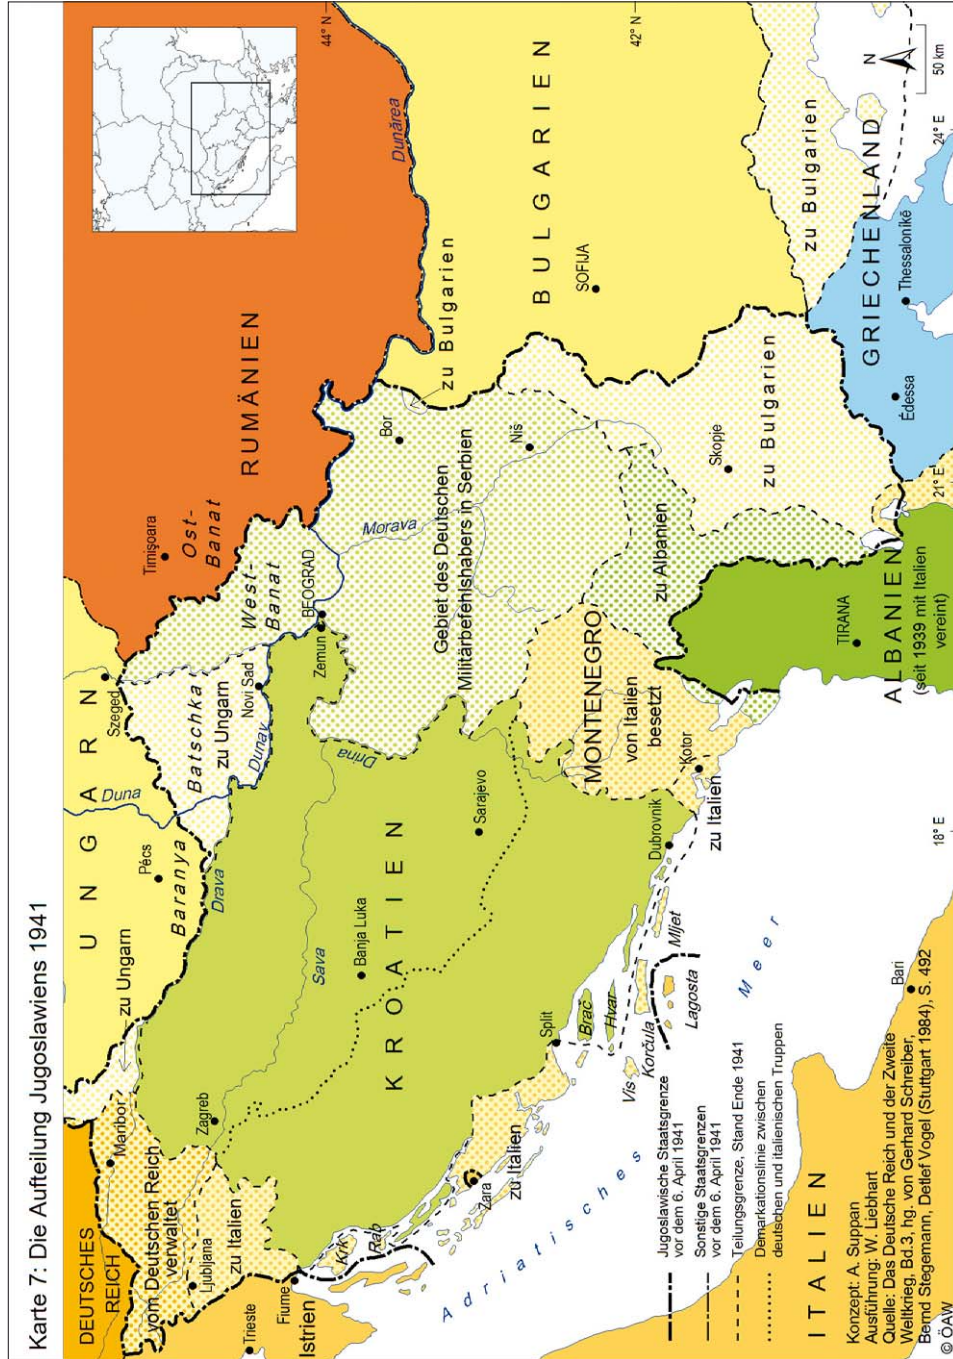 Karte 7: Die Aufteilung Jugoslawiens 1941
DEUTSCHES
REICH
UNGARN
RUMÄNIEN
BULGARIEN
GRIECHENLAND
ALBANIEN
(seit 1939 mit Italien
vereint)
ITALIEN
KROATIEN
MONTENEGRO
von Italien
besetzt
vom Deutschen Reich
verwaltet
zu Italien
zu Ungarn
Baranya
Batschka
zu Ungarn
West-
Banat
Ost-
Banat
Gebiet des Deutschen
Militärbefehlshabers in Serbien
zu Albanien
zu Bulgarien
zu Bulgarien
zu Bulgarien
zu Italien
zu Italien
Istrien
Adriatisches Meer
Maribor
Ljubljana
Trieste
Fiume
Zagreb
Pécs
Szeged
Timişoara
Novi Sad
Zemun
BEOGRAD
Banja Luka
Sarajevo
Split
Zara
Dubrovnik
Kotor
Bor
Niš
SOFIJA
Skopje
TIRANA
Édessa
Thessaloníkē
Bari
Krk
Rab
Vis
Brač
Hvar
Korčula
Lagosta
Mljet
Drava
Duna
Dunav
Sava
Drina
Morava
Dunărea
44° N
42° N
18° E
21° E
24° E
N
50 km
Jugoslawische Staatsgrenze
vor dem 6. April 1941
Sonstige Staatsgrenzen
vor dem 6. April 1941
Teilungsgrenze, Stand Ende 1941
Demarkationslinie zwischen
deutschen und italienischen Truppen
Konzept: A. Suppan
Ausführung: W. Liebhart
Quelle: Das Deutsche Reich und der Zweite
Weltkrieg, Bd.3, hg. von Gerhard Schreiber,
Bernd Stegemann, Detlef Vogel (Stuttgart 1984), S. 492
© ÖAW